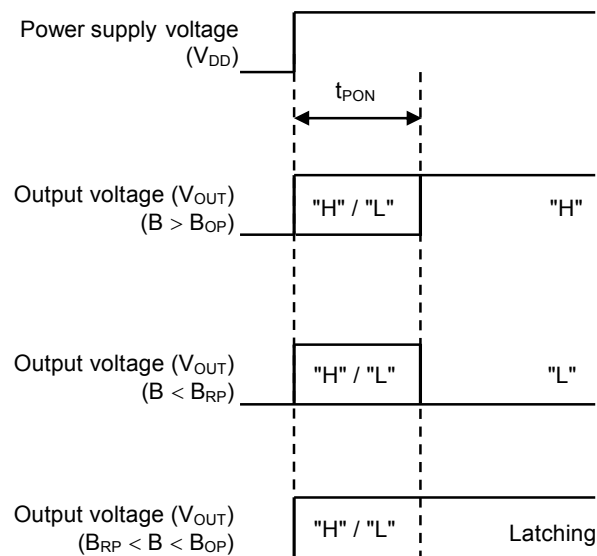 Power supply voltage
(VDD)
tPON
Output voltage (VOUT)
(B > BOP)
"H" / "L"
"H"
Output voltage (VOUT)
(B < BRP)
"H" / "L"
"L"
Output voltage (VOUT)
(BRP < B < BOP)
"H" / "L"
Latching